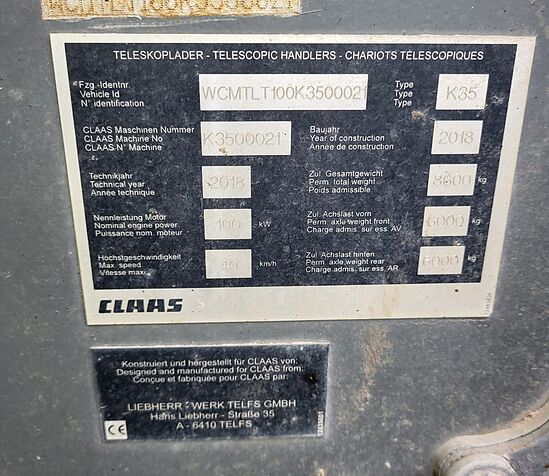 TELESKOPLADER - TELESCOPIC HANDLERS - CHARIOTS TÉLESCOPIQUES
Fzg.-Identnr.
Vehicle Id
N° identification
WCMTLT100K3500021
Type
Type
Type
K35
CLAAS Maschinen Nummer
CLAAS Machine No
CLAAS N° Machine
K3500021
Baujahr
Year of construction
Année de construction
2018
Technikjahr
Technical year
Année technique
2018
Zul. Gesamtgewicht
Perm. total weight
Poids admissible
8600 kg
Nennleistung Motor
Nominal engine power
Puissance nom. moteur
100 kW
Zul. Achslast vorn
Perm. axle weight front
Charge admis. sur ess. AV
6000 kg
Höchstgeschwindigkeit
Max. speed
Vitesse max.
40 km/h
Zul. Achslast hinten
Perm. axle weight rear
Charge admis. sur ess. AR
6000 kg
CLAAS
Konstruiert und hergestellt für CLAAS von:
Designed and manufactured for CLAAS from:
Conçue et fabriquée pour CLAAS par:
LIEBHERR - WERK TELFS GMBH
Hans Liebherr - Straße 35
A - 6410 TELFS
CE